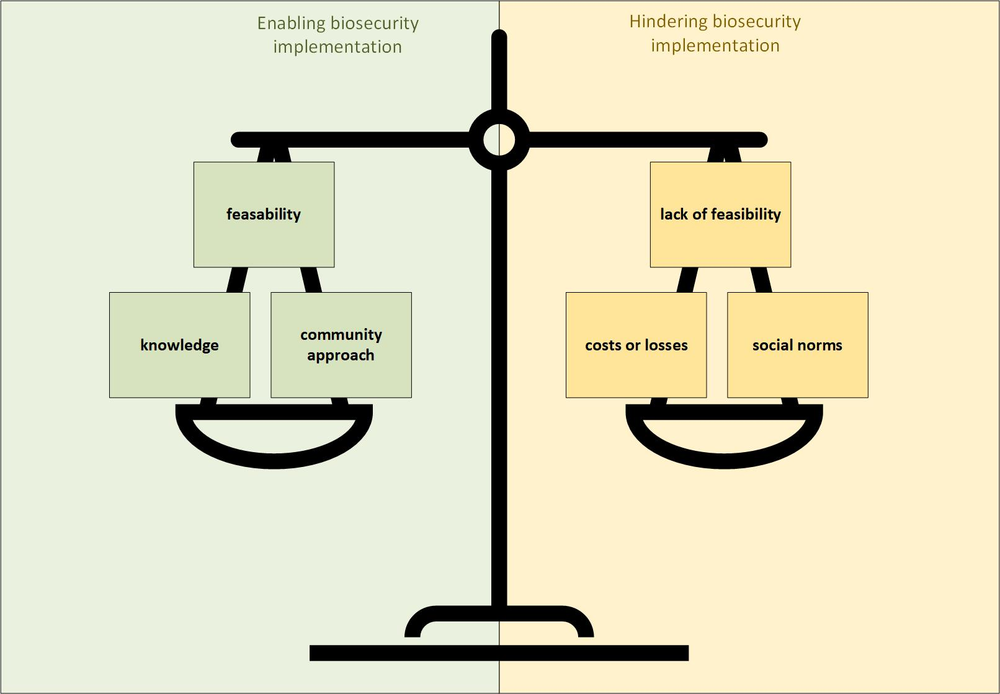 Enabling biosecurity
implementation
Hindering biosecurity
implementation
feasability
lack of feasibility
knowledge
community
approach
costs or losses
social norms